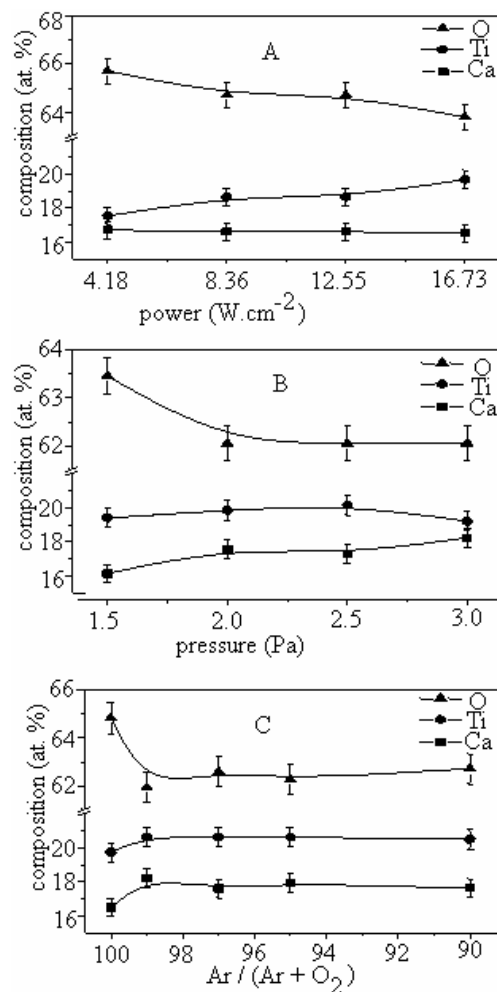 68
66
64
20
18
16
composition (at. %)
A
O
Ti
Ca
4.18 8.36 12.55 16.73
power (W.cm-2)
64
63
62
20
18
16
composition (at. %)
B
O
Ti
Ca
1.5 2.0 2.5 3.0
pressure (Pa)
66
64
62
20
18
16
composition (at. %)
C
O
Ti
Ca
100 98 96 94 92 90
Ar / (Ar + O2)